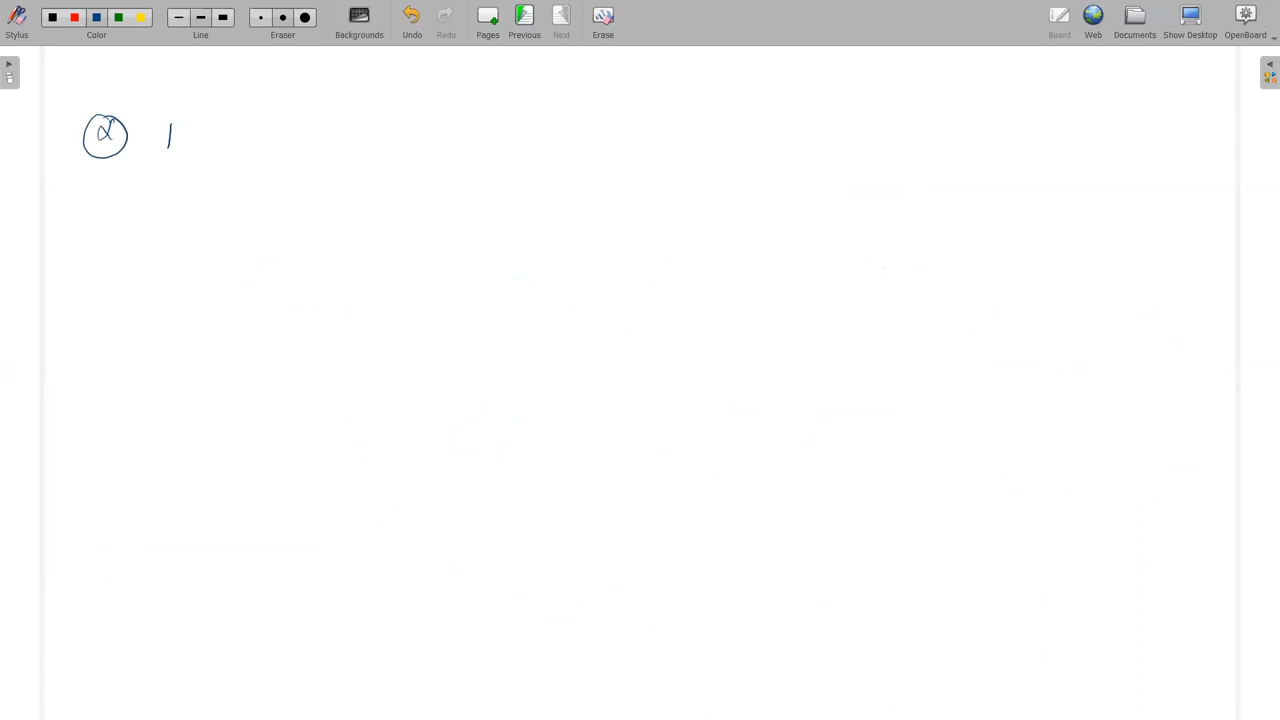 Stylus Color Line Eraser Backgrounds Undo Redo Pages Previous Next Erase Board Web Documents Show Desktop OpenBoard
α |